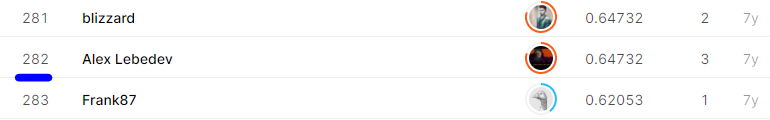 281 blizzard 0.64732 2 7y
282 Alex Lebedev 0.64732 3 7y
283 Frank87 0.62053 1 7y